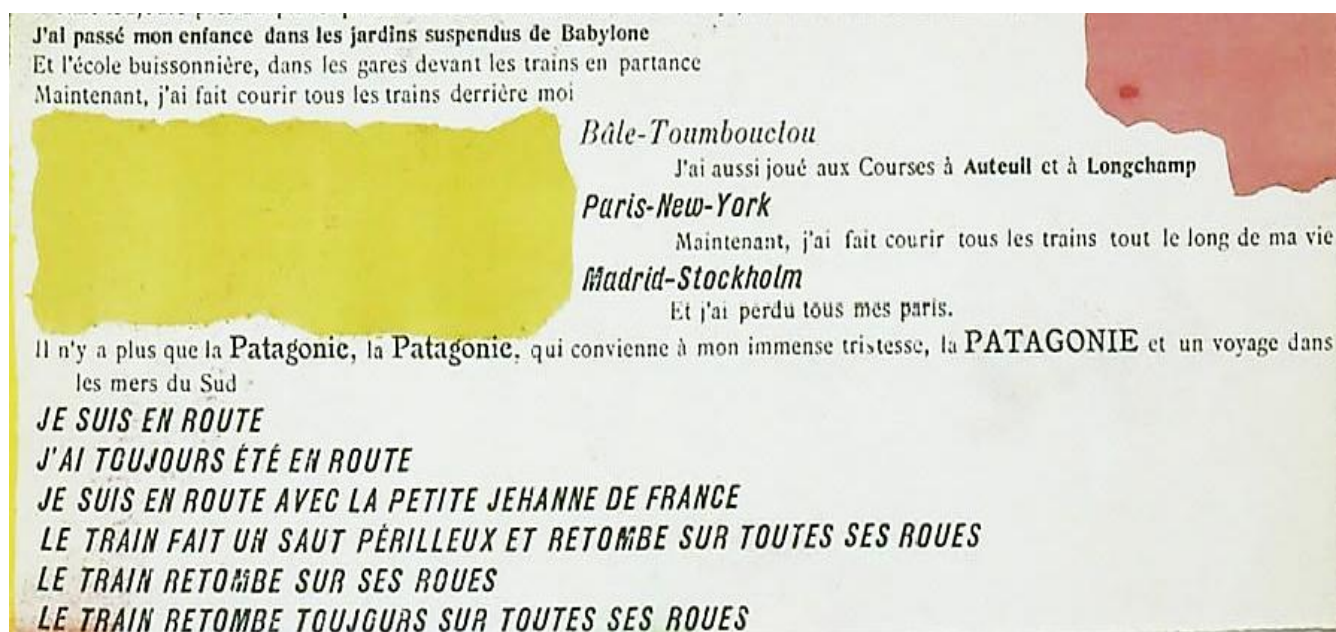 J'ai passé mon enfance dans les jardins suspendus de Babylone
Et l'école buissonnière, dans les gares devant les trains en partance
Maintenant, j'ai fait courir tous les trains derrière moi
Bâle-Toumbouctou
J'ai aussi joué aux Courses à Auteuil et à Longchamp
Paris-New-York
Maintenant, j'ai fait courir tous les trains tout le long de ma vie
Madrid-Stockholm
Et j'ai perdu tous mes paris.
Il n'y a plus que la Patagonie, la Patagonie, qui convienne à mon immense tristesse, la PATAGONIE et un voyage dans
les mers du Sud
JE SUIS EN ROUTE
J'AI TOUJOURS ÉTÉ EN ROUTE
JE SUIS EN ROUTE AVEC LA PETITE JEHANNE DE FRANCE
LE TRAIN FAIT UN SAUT PÉRILLEUX ET RETOMBE SUR TOUTES SES ROUES
LE TRAIN RETOMBE SUR SES ROUES
LE TRAIN RETOMBE TOUJOURS SUR TOUTES SES ROUES